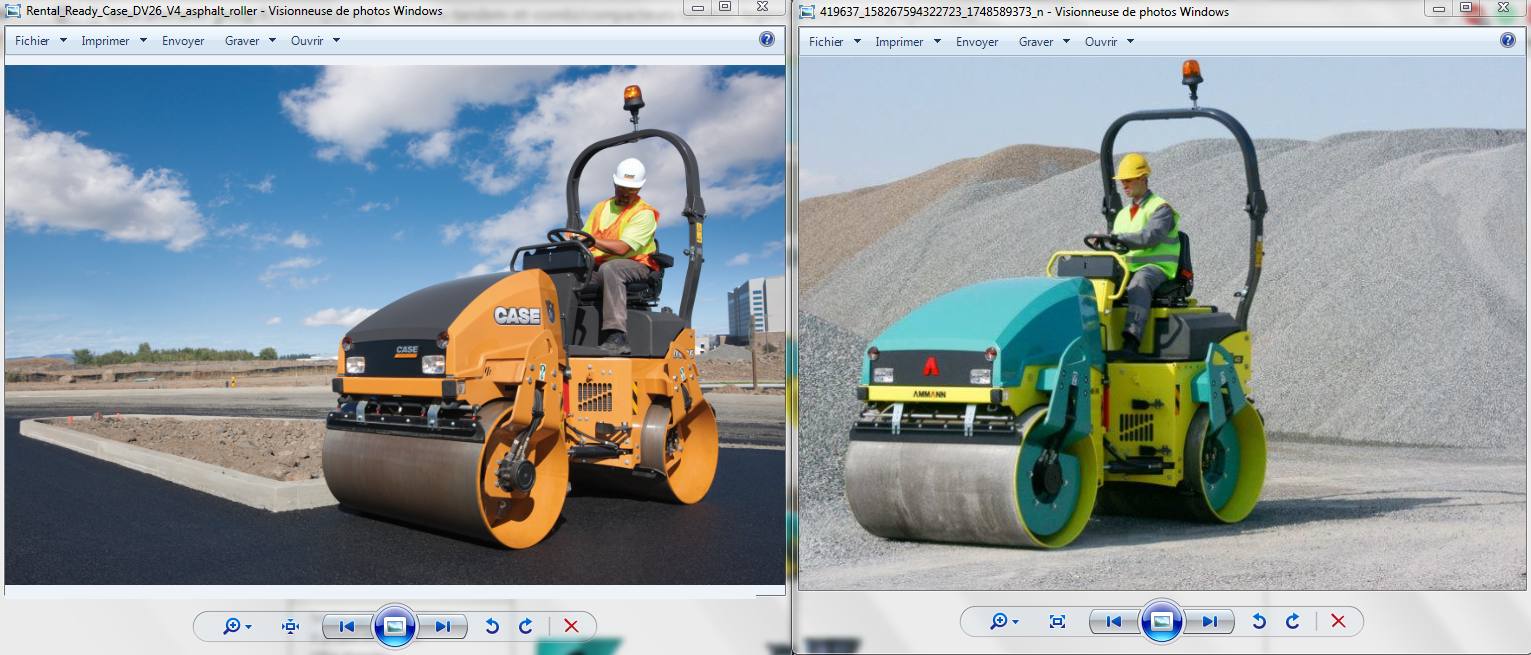 Rental_Ready_Case_DV26_V4_asphalt_roller - Visionneuse de photos Windows
Fichier Imprimer Envoyer Graver Ouvrir
CASE
CASE
CASE
419637_158267594322723_1748589373_n - Visionneuse de photos Windows
Fichier Imprimer Envoyer Graver Ouvrir
AMMANN